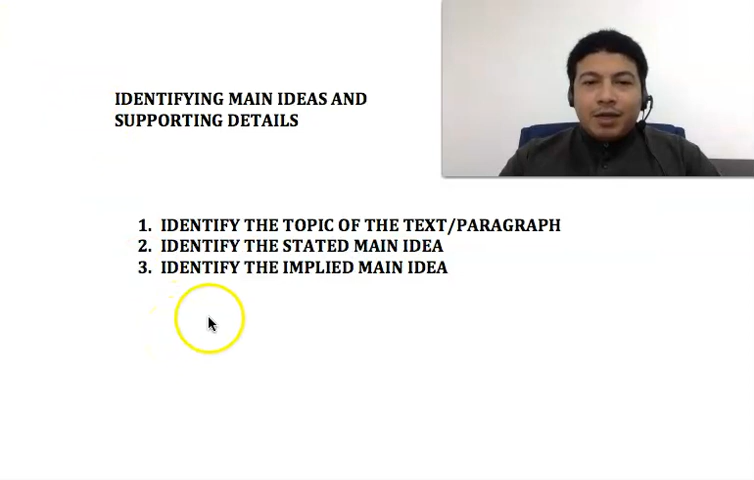 IDENTIFYING MAIN IDEAS AND
SUPPORTING DETAILS
1. IDENTIFY THE TOPIC OF THE TEXT/PARAGRAPH
2. IDENTIFY THE STATED MAIN IDEA
3. IDENTIFY THE IMPLIED MAIN IDEA